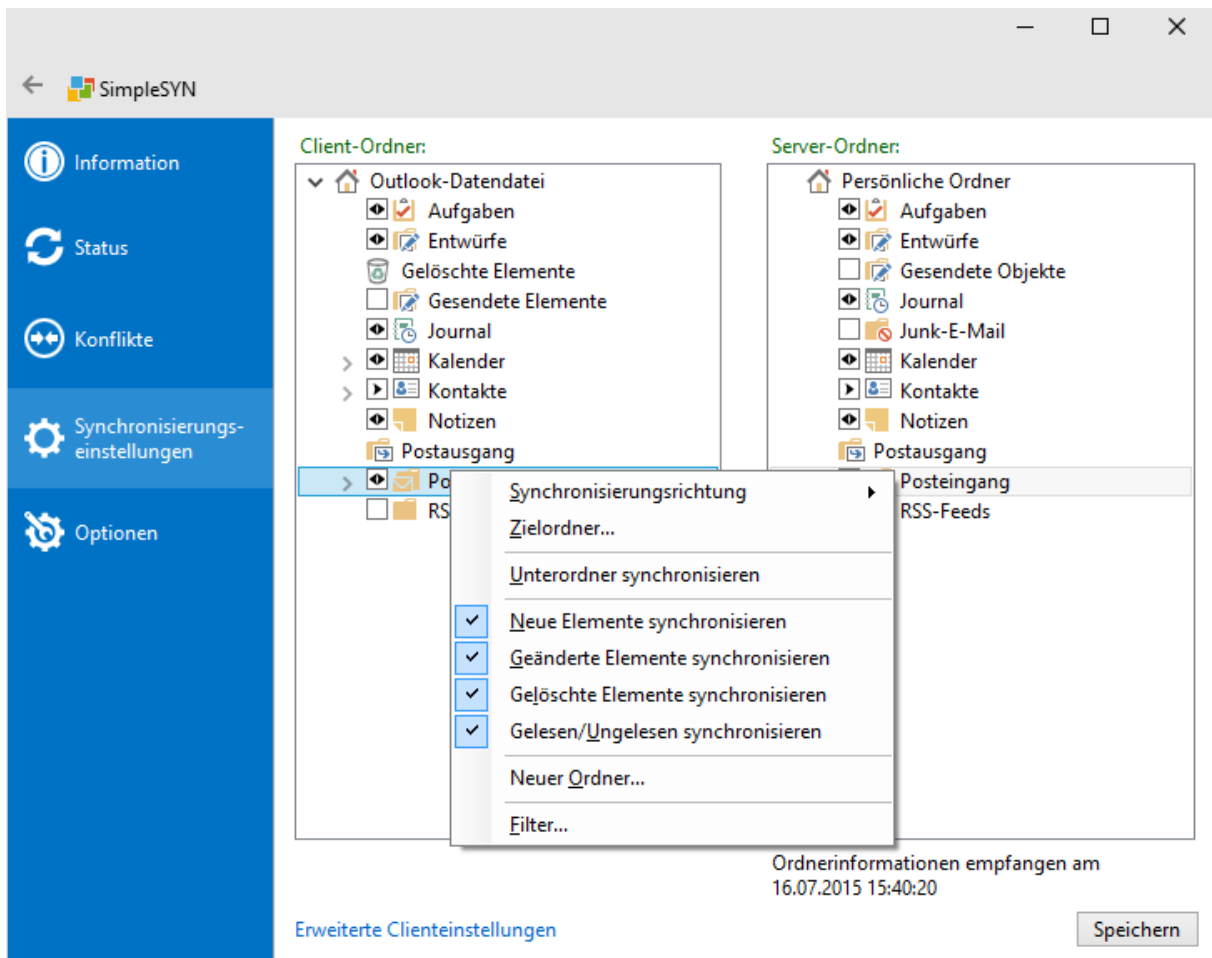 SimpleSYN
Information
Status
Konflikte
Synchronisierungs-
einstellungen
Optionen
Client-Ordner:
Outlook-Datendatei
Aufgaben
Entwürfe
Gelöschte Elemente
Gesendete Elemente
Journal
Kalender
Kontakte
Notizen
Postausgang
Po
RS
Server-Ordner:
Persönliche Ordner
Aufgaben
Entwürfe
Gesendete Objekte
Journal
Junk-E-Mail
Kalender
Kontakte
Notizen
Postausgang
Posteingang
RSS-Feeds
Synchronisierungsrichtung
Zielordner...
Unterordner synchronisieren
Neue Elemente synchronisieren
Geänderte Elemente synchronisieren
Gelöschte Elemente synchronisieren
Gelesen/Ungelesen synchronisieren
Neuer Ordner...
Filter...
Ordnerinformationen empfangen am
16.07.2015 15:40:20
Erweiterte Clienteinstellungen
Speichern